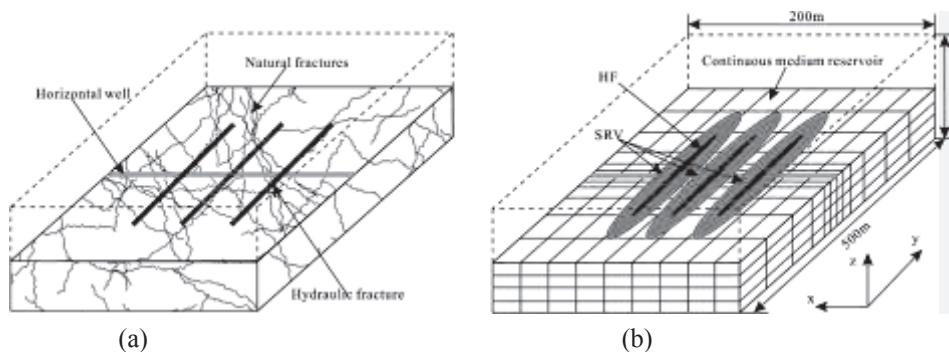 Natural fractures
Horizontal well
Hydraulic fracture
(a)
200m
Continuous medium reservoir
HF
SRV
500m
z
y
x
(b)